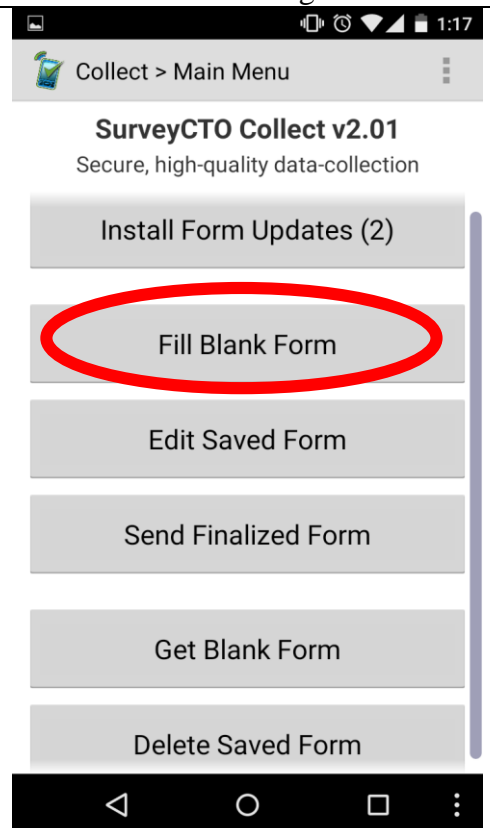 1:17
Collect > Main Menu
SurveyCTO Collect v2.01
Secure, high-quality data-collection
Install Form Updates (2)
Fill Blank Form
Edit Saved Form
Send Finalized Form
Get Blank Form
Delete Saved Form